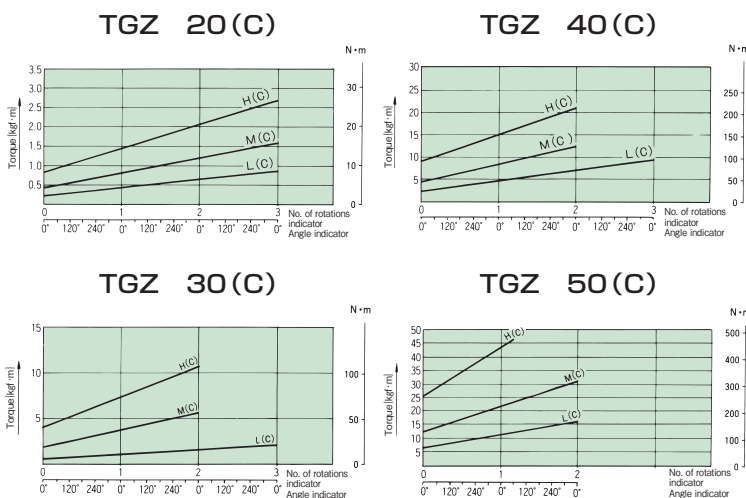 TGZ 20(C)
N·m
3.5
3.0
2.5
2.0
1.5
1.0
0.5
Torque[kgf·m]
H(C)
M(C)
L(C)
30
20
10
0
0 1 2 3
No. of rotations
indicator
0° 120° 240° 0° 120° 240° 0° 120° 240° 0°
Angle indicator
TGZ 40(C)
N·m
30
25
20
15
10
5
Torque[kgf·m]
H(C)
M(C)
L(C)
250
200
150
100
50
0
0 1 2 3
No. of rotations
indicator
0° 120° 240° 0° 120° 240° 0° 120° 240° 0°
Angle indicator
TGZ 30(C)
N·m
15
10
5
Torque[kgf·m]
H(C)
M(C)
L(C)
100
50
0
0 1 2 3
No. of rotations
indicator
0° 120° 240° 0° 120° 240° 0° 120° 240° 0°
Angle indicator
TGZ 50(C)
N·m
50
45
40
35
30
25
20
15
10
5
Torque[kgf·m]
H(C)
M(C)
L(C)
500
400
300
200
100
0
0 1 2
No. of rotations
indicator
0° 120° 240° 0° 120° 240° 0°
Angle indicator